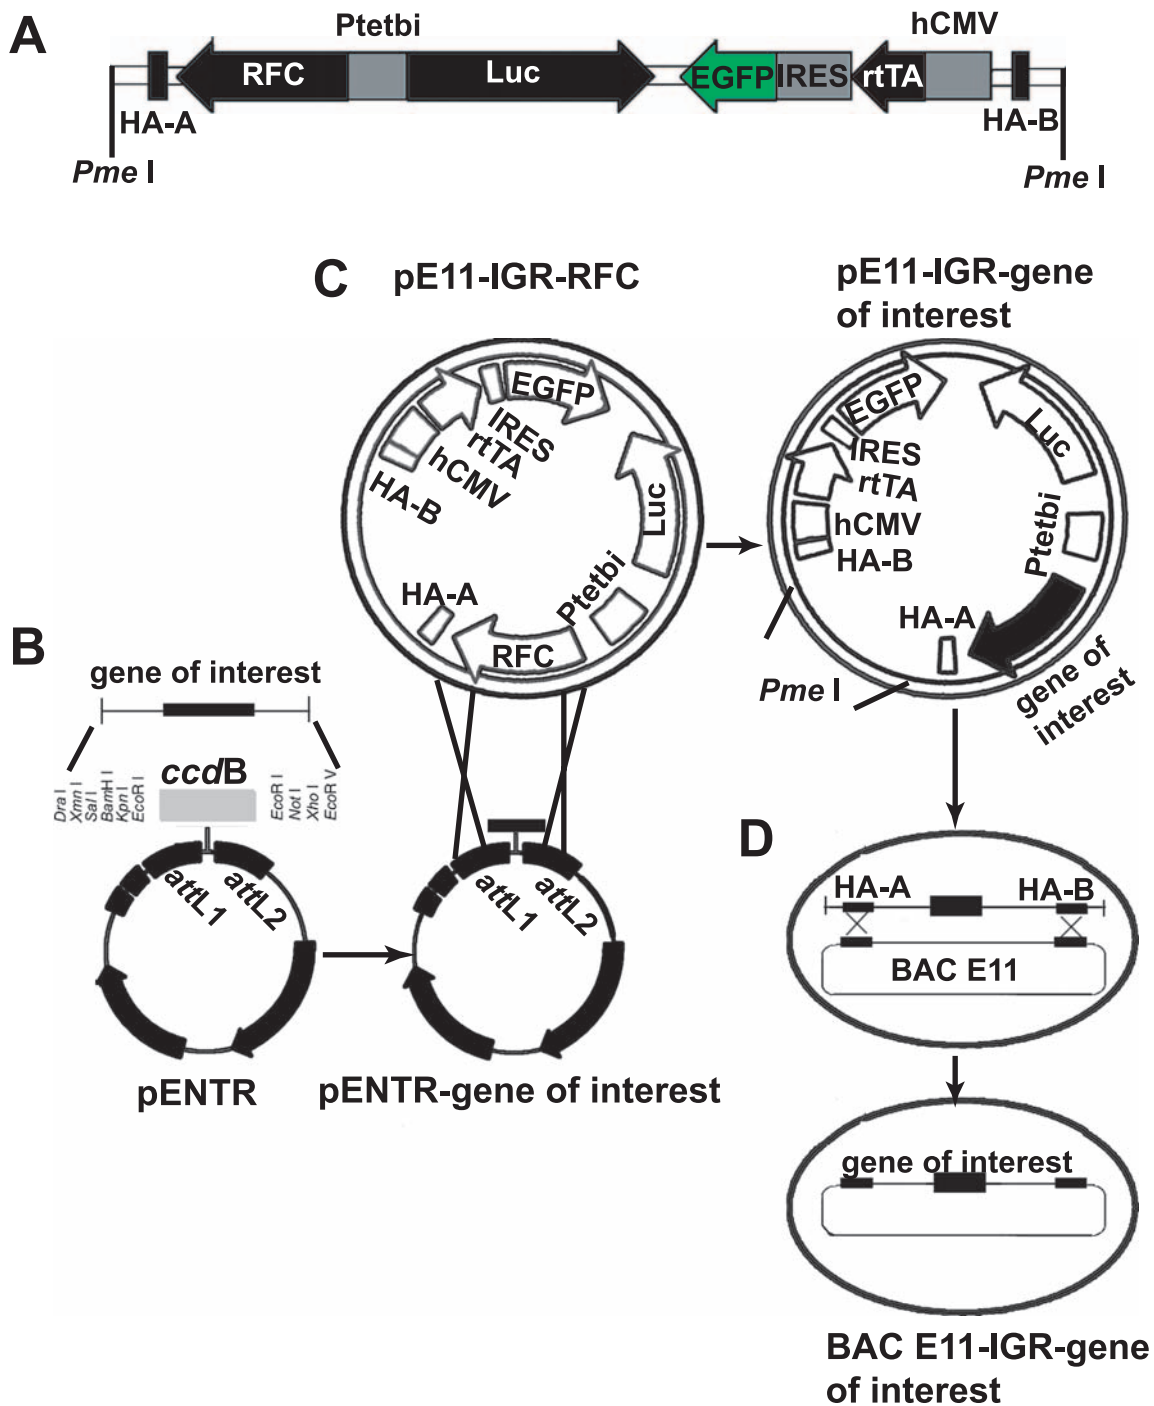 A
Ptetbi
hCMV
RFC
Luc
EGFP
IRES
rtTA
HA-A
HA-B
Pme I
Pme I
C
pE11-IGR-RFC
pE11-IGR-gene
of interest
EGFP
IRES
rtTA
hCMV
HA-B
Luc
Ptetbi
HA-A
RFC
EGFP
Luc
IRES
rtTA
hCMV
HA-B
Ptetbi
HA-A
Pme I
gene of
interest
B
gene of interest
Dra I
Xmn I
Sal I
BamH I
Kpn I
EcoR I
ccdB
EcoR I
Not I
Xho I
EcoR V
attL1
attL2
attL1
attL2
pENTR
pENTR-gene of interest
D
HA-A
HA-B
BAC E11
gene of interest
BAC E11-IGR-gene
of interest